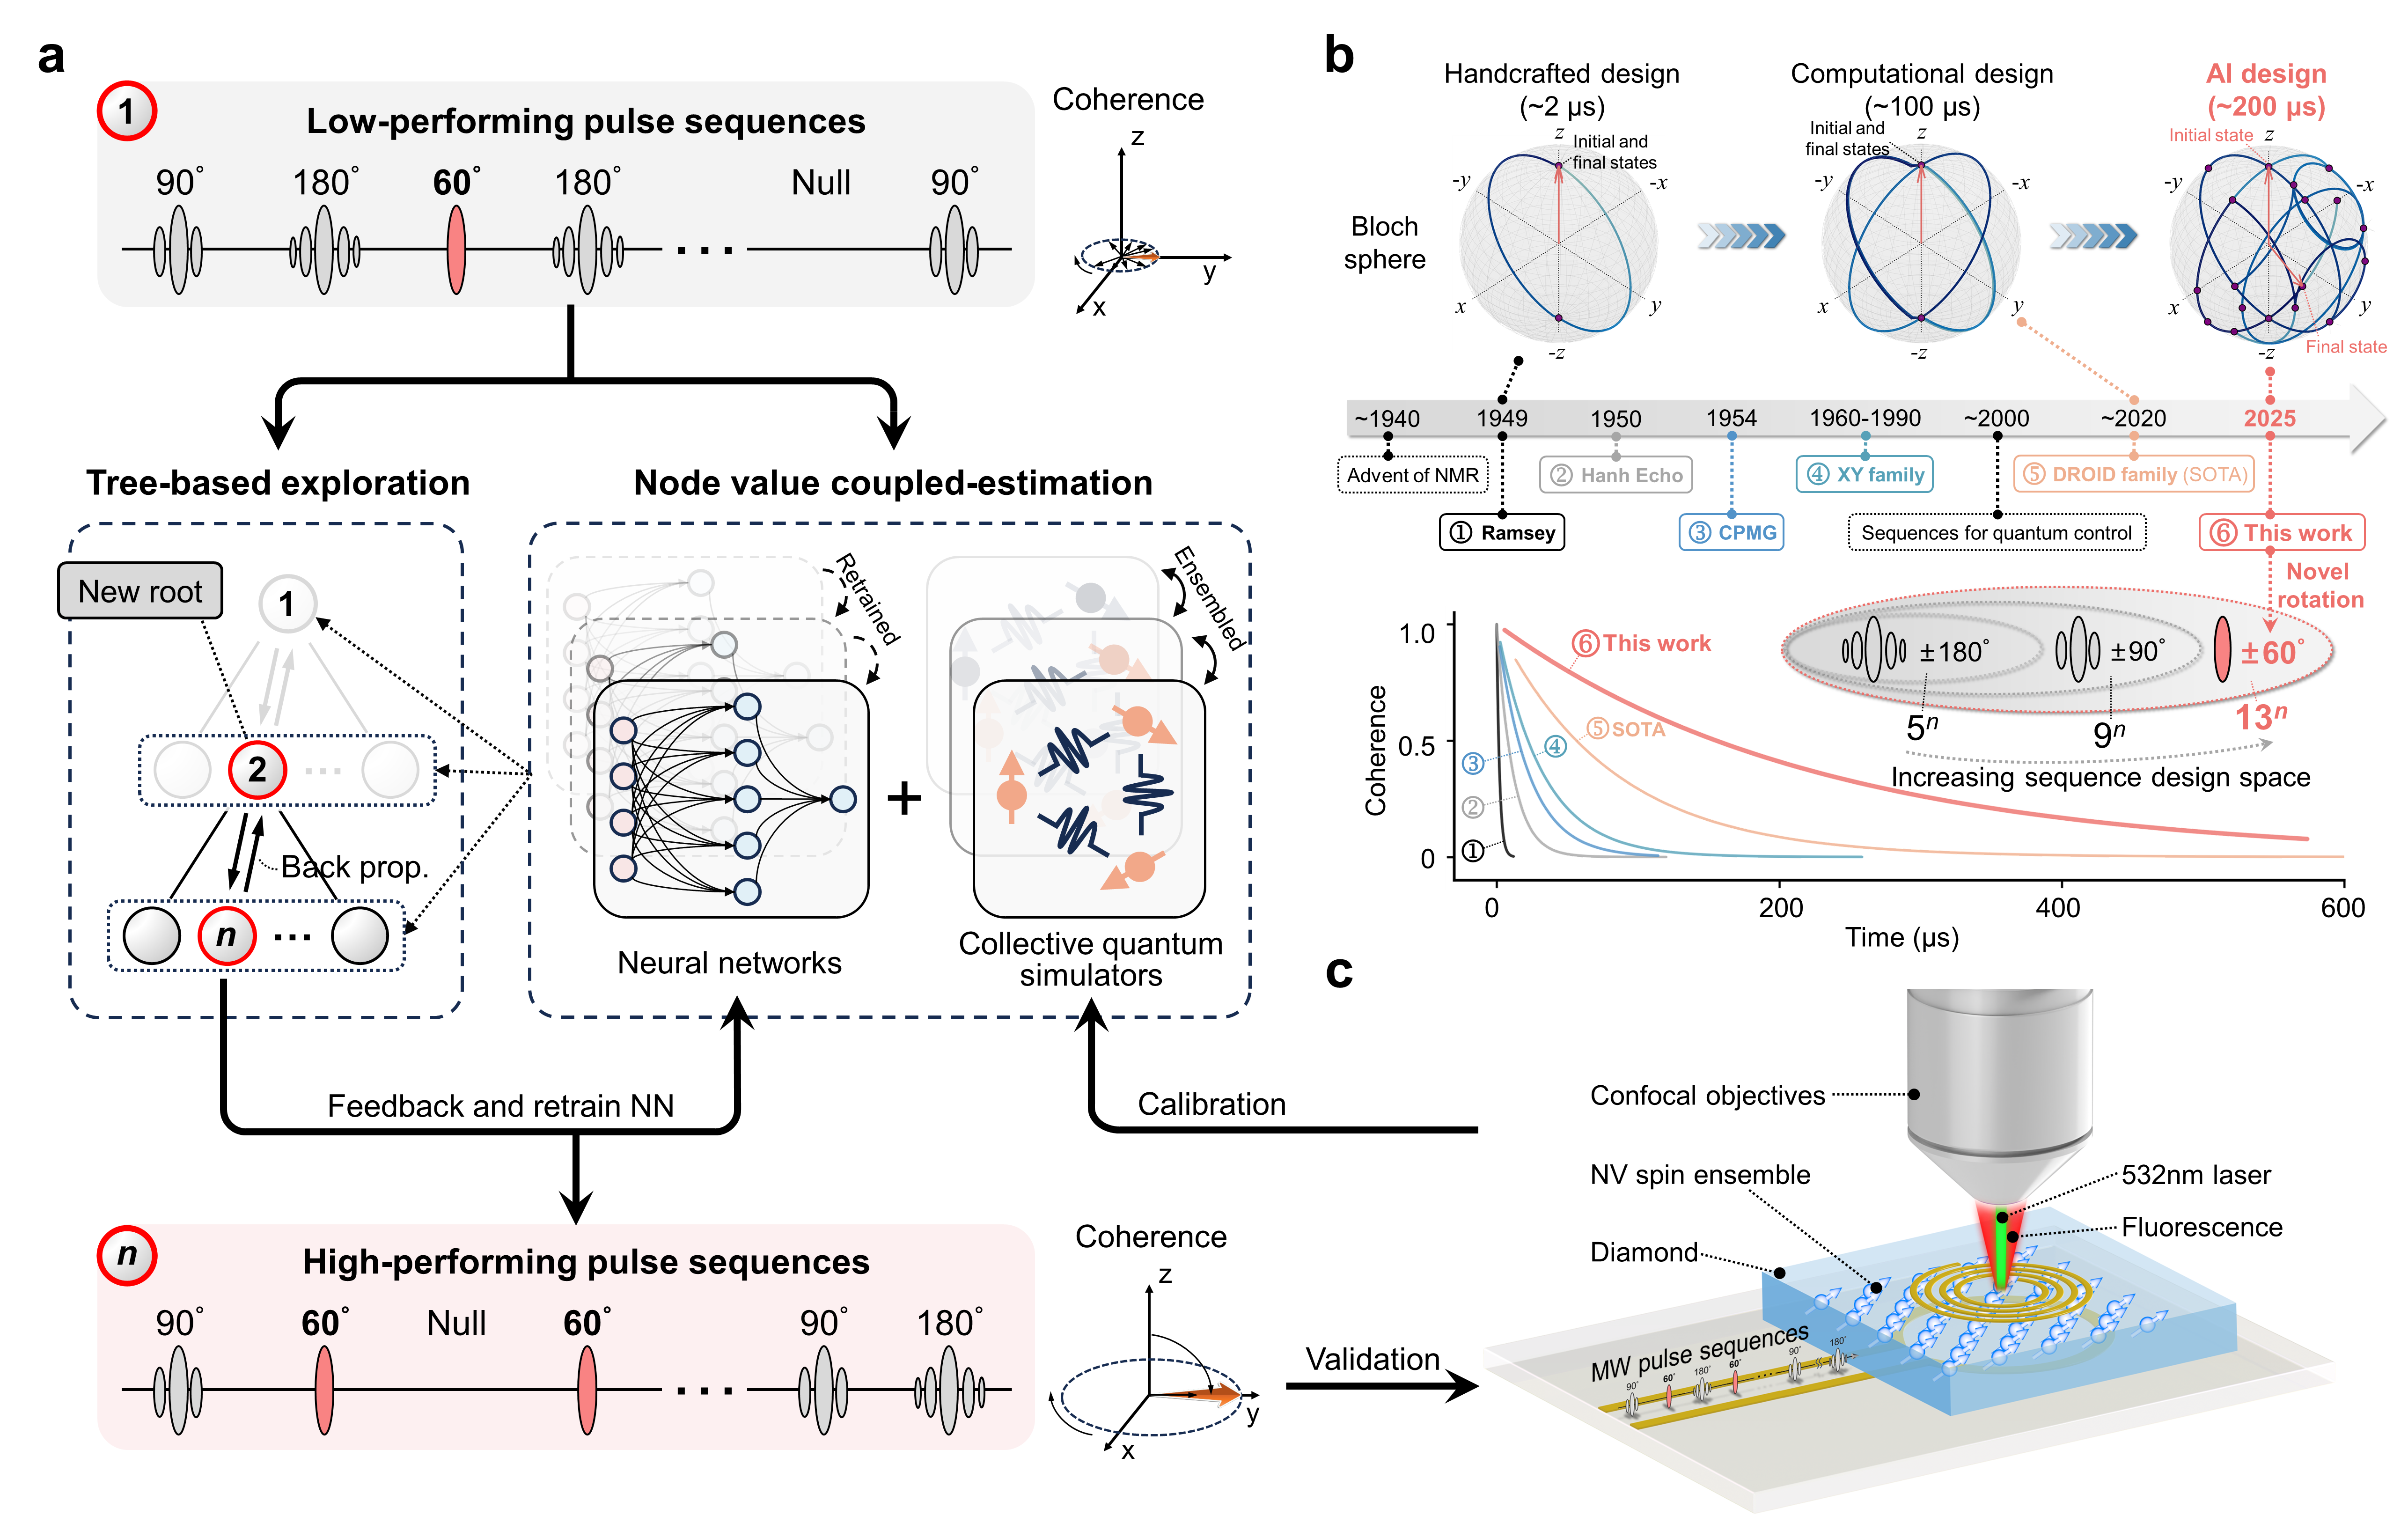 a
1
Low-performing pulse sequences
90°
180°
60°
180°
Null
90°
···
Coherence
z
y
x
Tree-based exploration
Node value coupled-estimation
New root
1
2
···
Back prop.
n
···
Retrained
Ensembled
+
Neural networks
Collective quantum
simulators
Feedback and retrain NN
Calibration
n
High-performing pulse sequences
90°
60°
Null
60°
90°
180°
···
Coherence
z
y
x
Validation
b
Handcrafted design
(~2 µs)
Computational design
(~100 µs)
AI design
(~200 µs)
Bloch
sphere
z
Initial and
final states
-y
-x
x
y
-z
Initial and
final states
z
-y
-x
x
y
-z
Initial state
z
-y
-x
x
y
-z
Final state
~1940
1949
1950
1954
1960-1990
~2000
~2020
2025
Advent of NMR
② Hanh Echo
④ XY family
⑤ DROID family (SOTA)
① Ramsey
③ CPMG
Sequences for quantum control
⑥ This work
Novel
rotation
±180°
±90°
±60°
5ⁿ
9ⁿ
13ⁿ
Increasing sequence design space
1.0
0.5
0
Coherence
⑥ This work
⑤ SOTA
④
③
②
①
0
200
400
600
Time (µs)
c
Confocal objectives
NV spin ensemble
532nm laser
Fluorescence
Diamond
MW pulse sequences
90°
60°
180°
60°
90°
180°